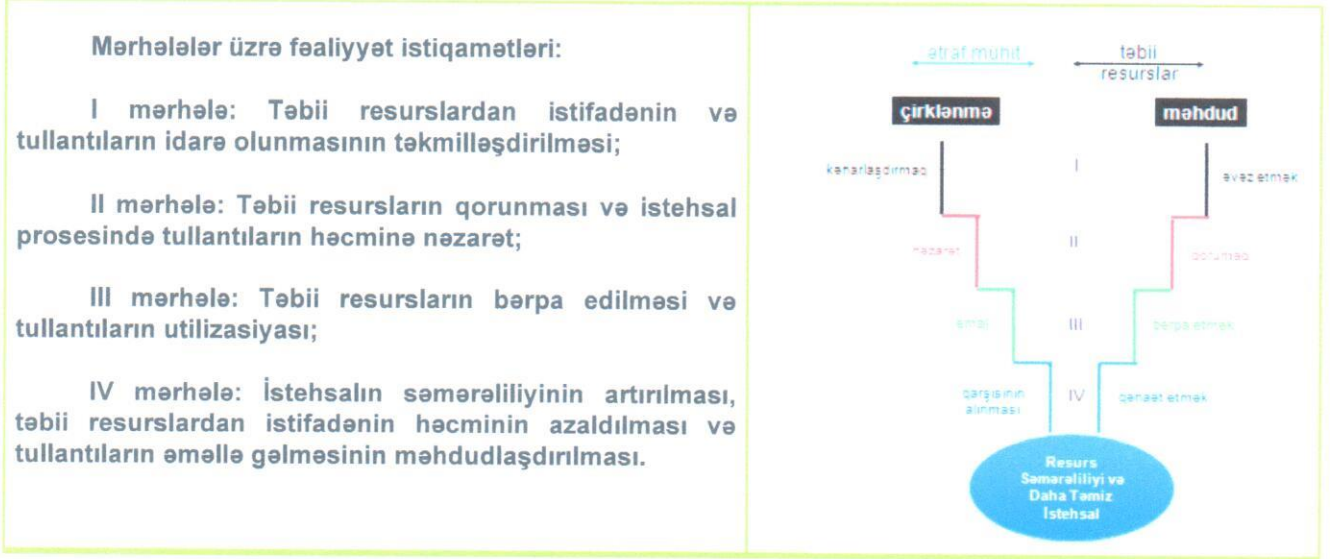 Mərhələlər üzrə fəaliyyət istiqamətləri:
I mərhələ: Təbii resurslardan istifadənin və
tullantıların idarə olunmasının təkmilləşdirilməsi;
II mərhələ: Təbii resursların qorunması və istehsal
prosesində tullantıların həcminə nəzarət;
III mərhələ: Təbii resursların bərpa edilməsi və
tullantıların utilizasiyası;
IV mərhələ: İstehsalın səmərəliliyinin artırılması,
təbii resurslardan istifadənin həcminin azaldılması və
tullantıların əməllə gəlməsinin məhdudlaşdırılması.
ətraf mühit
təbii
resurslar
çirklənmə
məhdud
kənarlaşdırmaq
I
əvəz etmək
nəzarət
II
qorumaq
emal
III
bərpa etmək
qarşısının
alınması
IV
qənaət etmək
Resurs
Səmərəliliyi və
Daha Təmiz
İstehsal